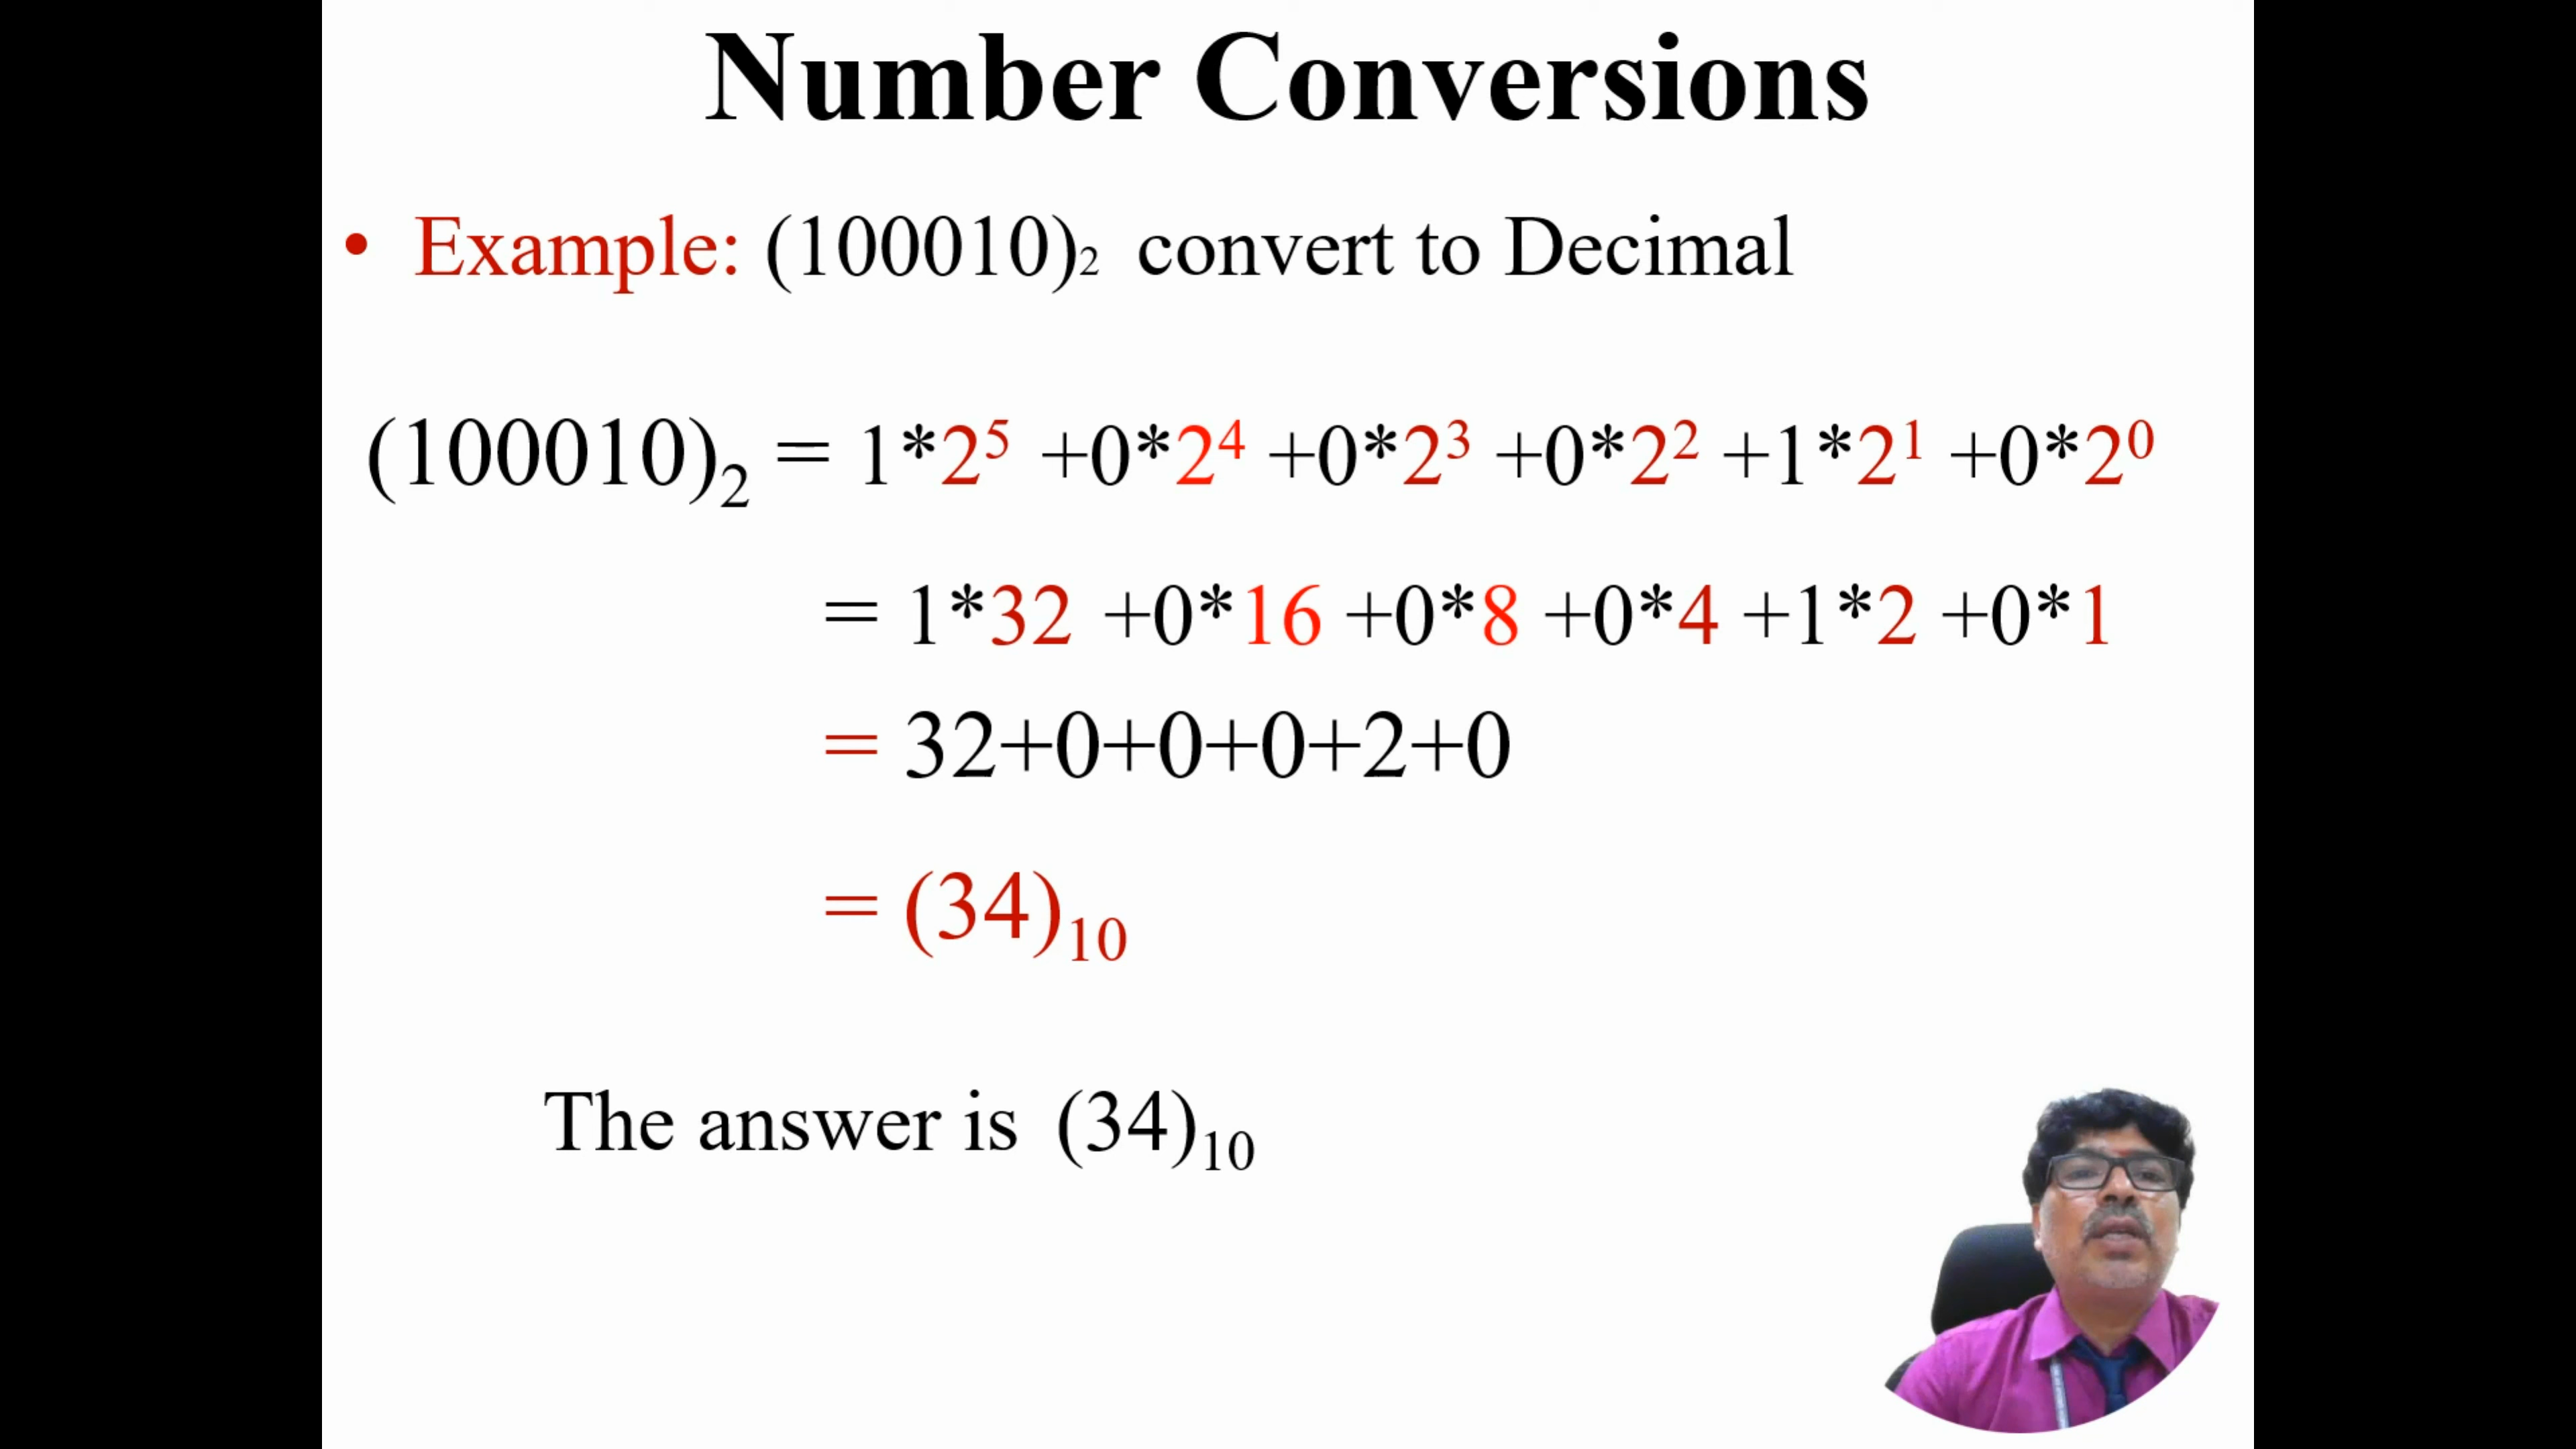 Number Conversions
• Example: (100010)₂ convert to Decimal
(100010)₂ = 1*2⁵ +0*2⁴ +0*2³ +0*2² +1*2¹ +0*2⁰
= 1*32 +0*16 +0*8 +0*4 +1*2 +0*1
= 32+0+0+0+2+0
= (34)₁₀
The answer is (34)₁₀